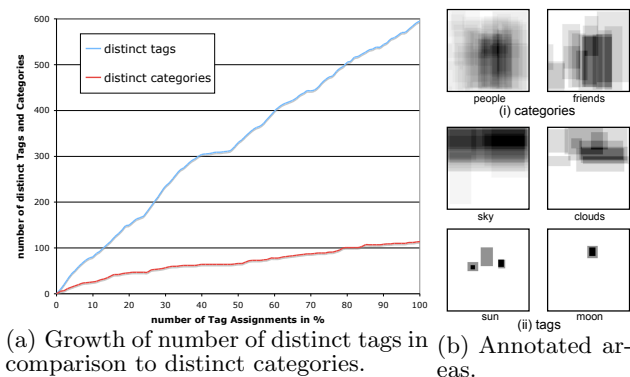 600
500
400
300
200
100
0
number of distinct Tags and Categories
distinct tags
distinct categories
0 10 20 30 40 50 60 70 80 90 100
number of Tag Assignments in %
(a) Growth of number of distinct tags in
comparison to distinct categories.
people friends
(i) categories
sky clouds
sun moon
(ii) tags
(b) Annotated ar-
eas.